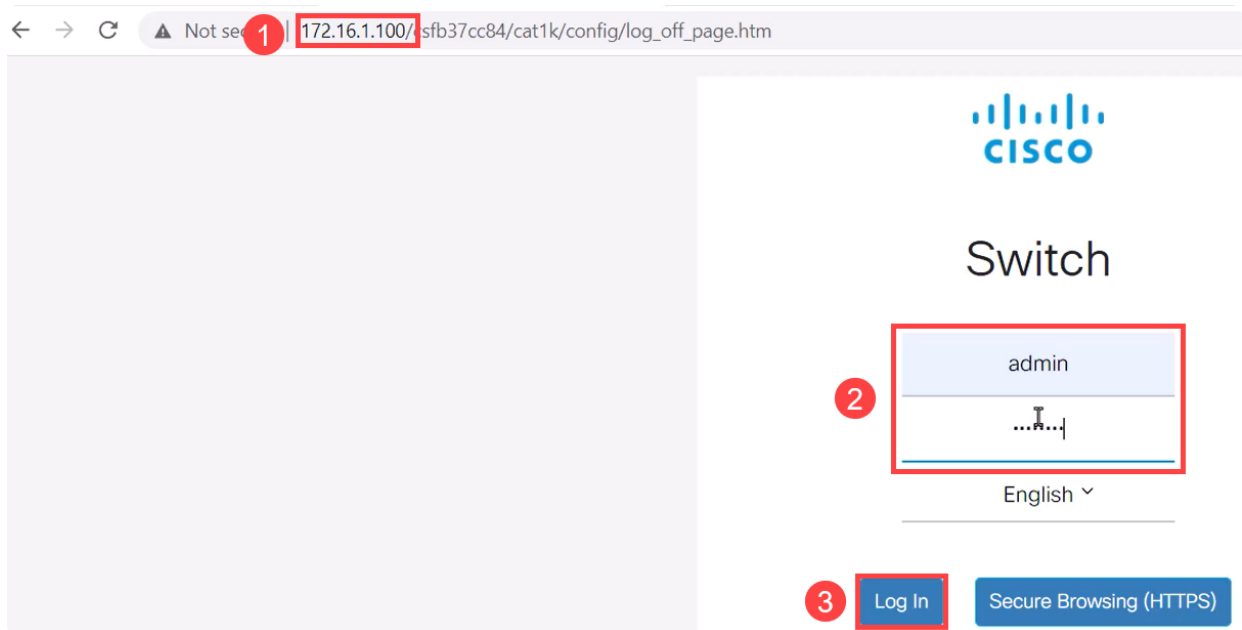 Not sec
1
172.16.1.100/csfb37cc84/cat1k/config/log_off_page.htm
CISCO
Switch
admin
2
English
3
Log In
Secure Browsing (HTTPS)